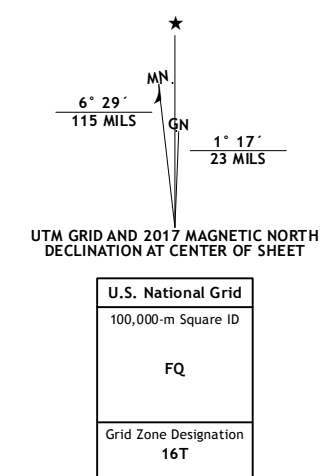 MN
6° 29´
115 MILS
GN
1° 17´
23 MILS
UTM GRID AND 2017 MAGNETIC NORTH
DECLINATION AT CENTER OF SHEET
U.S. National Grid
100,000-m Square ID
FQ
Grid Zone Designation
16T